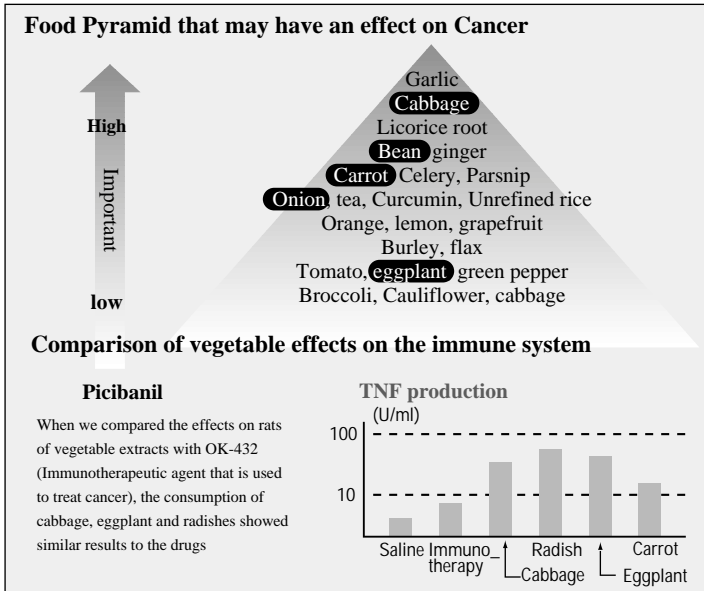 Food Pyramid that may have an effect on Cancer
High
Important
low
Garlic
Cabbage
Licorice root
Bean ginger
Carrot Celery, Parsnip
Onion, tea, Curcumin, Unrefined rice
Orange, lemon, grapefruit
Burley, flax
Tomato, eggplant green pepper
Broccoli, Cauliflower, cabbage
Comparison of vegetable effects on the immune system
Picibanil
When we compared the effects on rats
of vegetable extracts with OK-432
(Immunotherapeutic agent that is used
to treat cancer), the consumption of
cabbage, eggplant and radishes showed
similar results to the drugs
TNF production
(U/ml)
100
10
Saline Immuno_ Radish Carrot
therapy Cabbage Eggplant